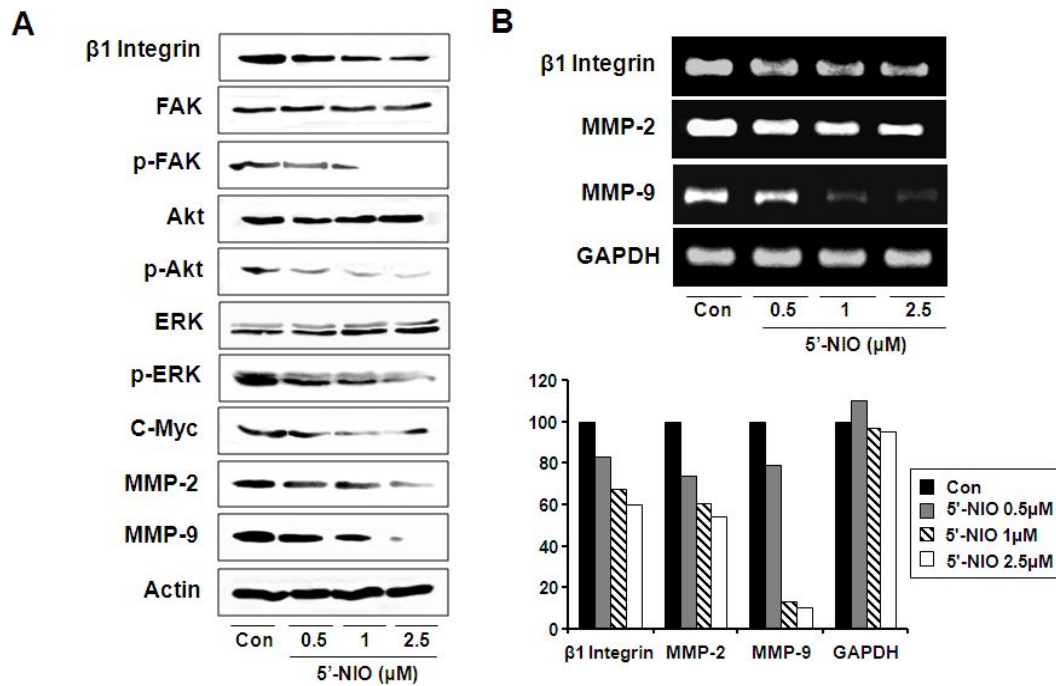 A
β1 Integrin
FAK
p-FAK
Akt
p-Akt
ERK
p-ERK
C-Myc
MMP-2
MMP-9
Actin
Con 0.5 1 2.5
5'-NIO (μM)
B
β1 Integrin
MMP-2
MMP-9
GAPDH
Con 0.5 1 2.5
5'-NIO (μM)
120
100
80
60
40
20
0
β1 Integrin MMP-2 MMP-9 GAPDH
Con
5'-NIO 0.5μM
5'-NIO 1μM
5'-NIO 2.5μM